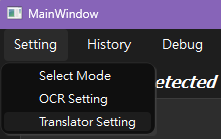 MainWindow
Setting History Debug
Select Mode
etected
OCR Setting
Translator Setting